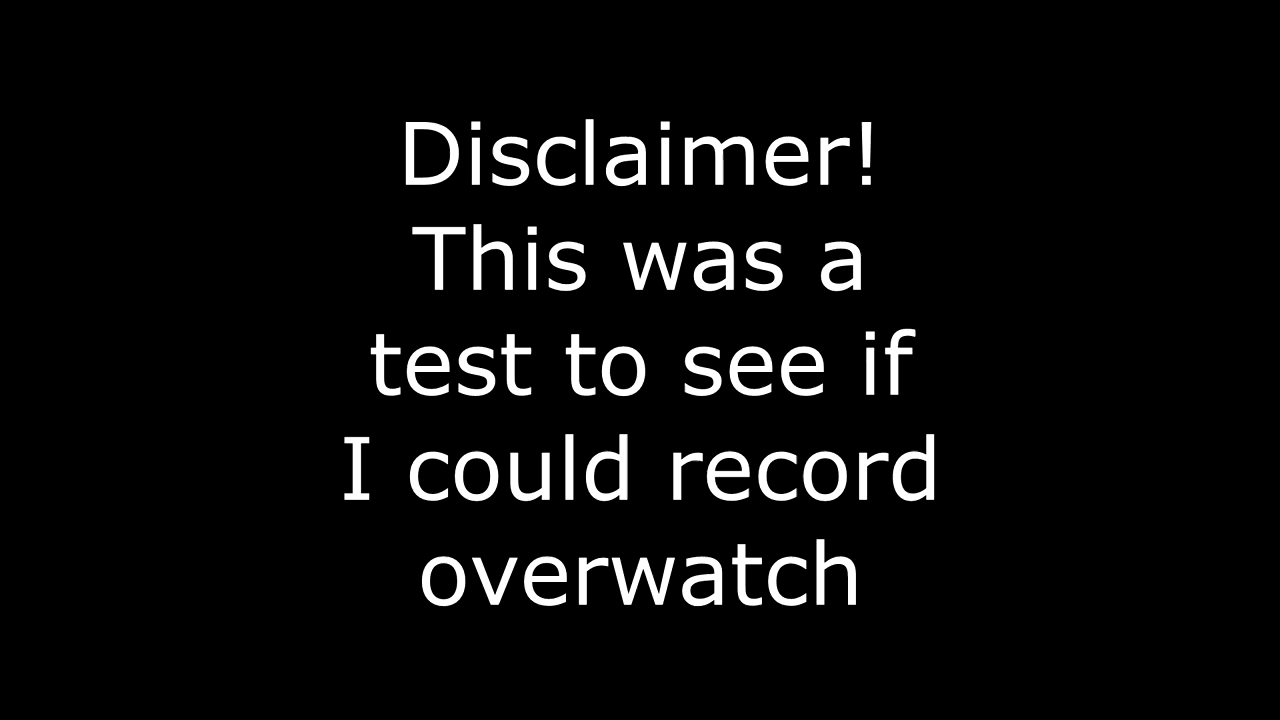 Disclaimer!
This was a
test to see if
I could record
overwatch